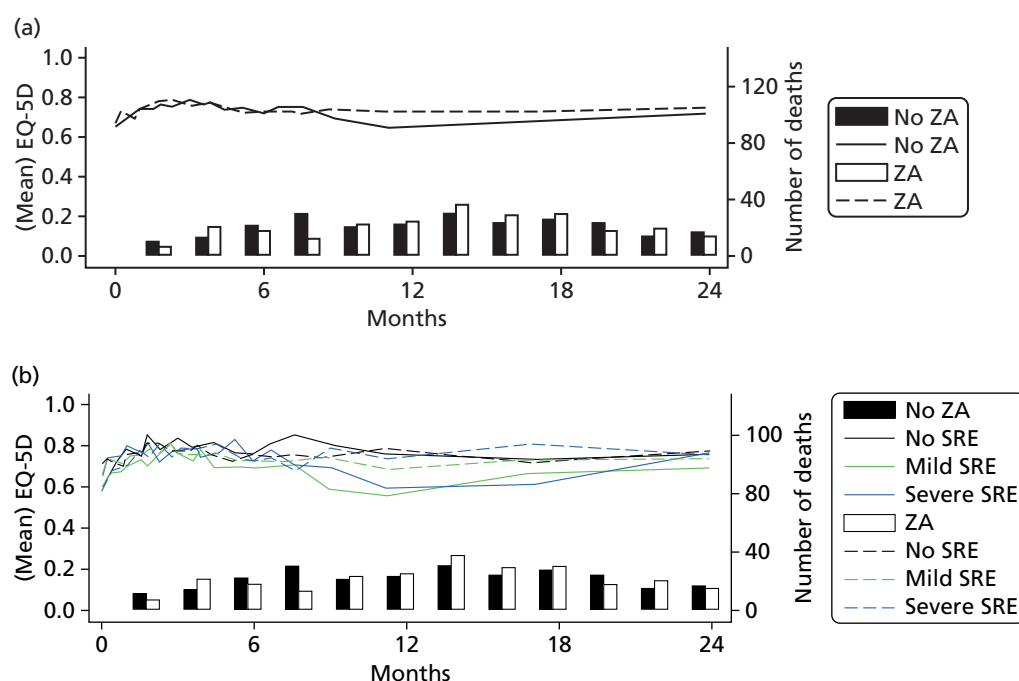 (a)
1.0
0.8
0.6
0.4
0.2
0.0
(Mean) EQ-5D
120
80
40
0
Number of deaths
0 6 12 18 24
Months
No ZA
No ZA
ZA
ZA
(b)
1.0
0.8
0.6
0.4
0.2
0.0
(Mean) EQ-5D
100
80
40
0
Number of deaths
0 6 12 18 24
Months
No ZA
No SRE
Mild SRE
Severe SRE
ZA
No SRE
Mild SRE
Severe SRE